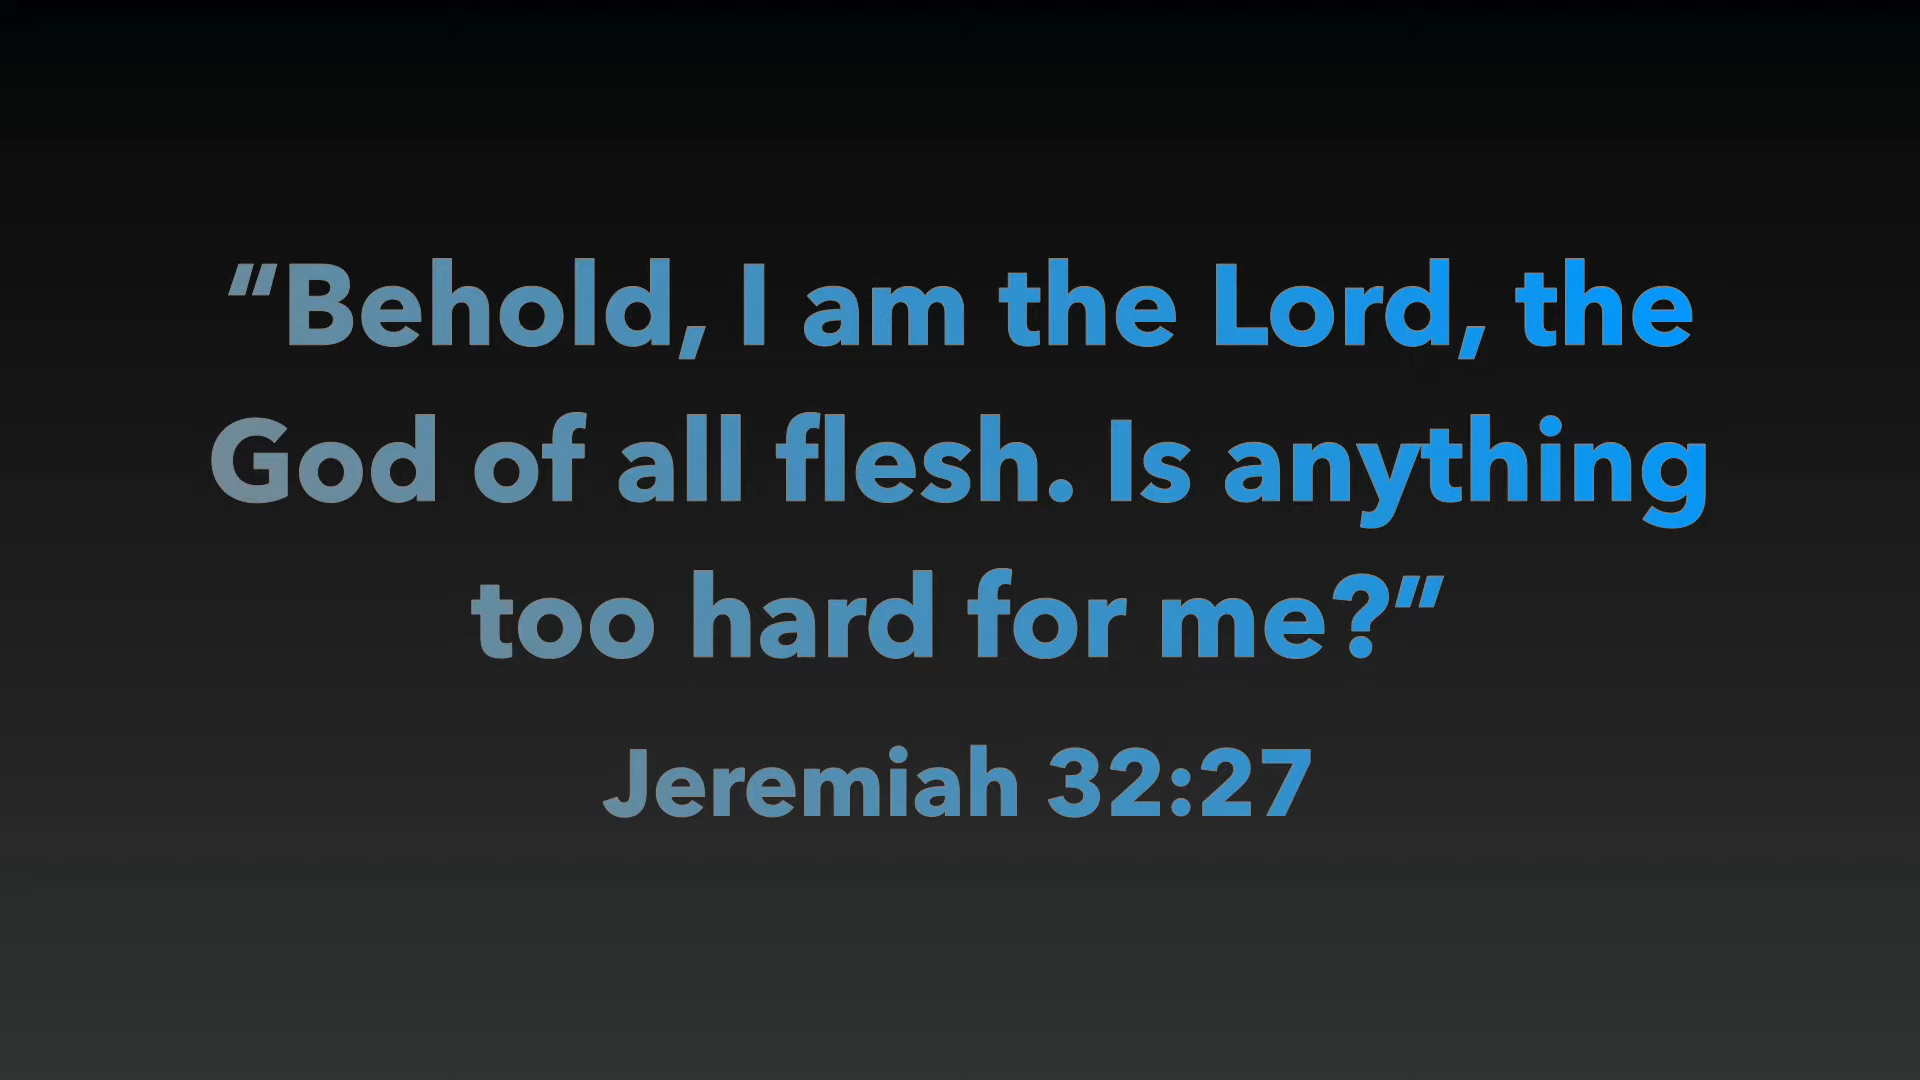 “Behold, I am the Lord, the
God of all flesh. Is anything
too hard for me?”
Jeremiah 32:27